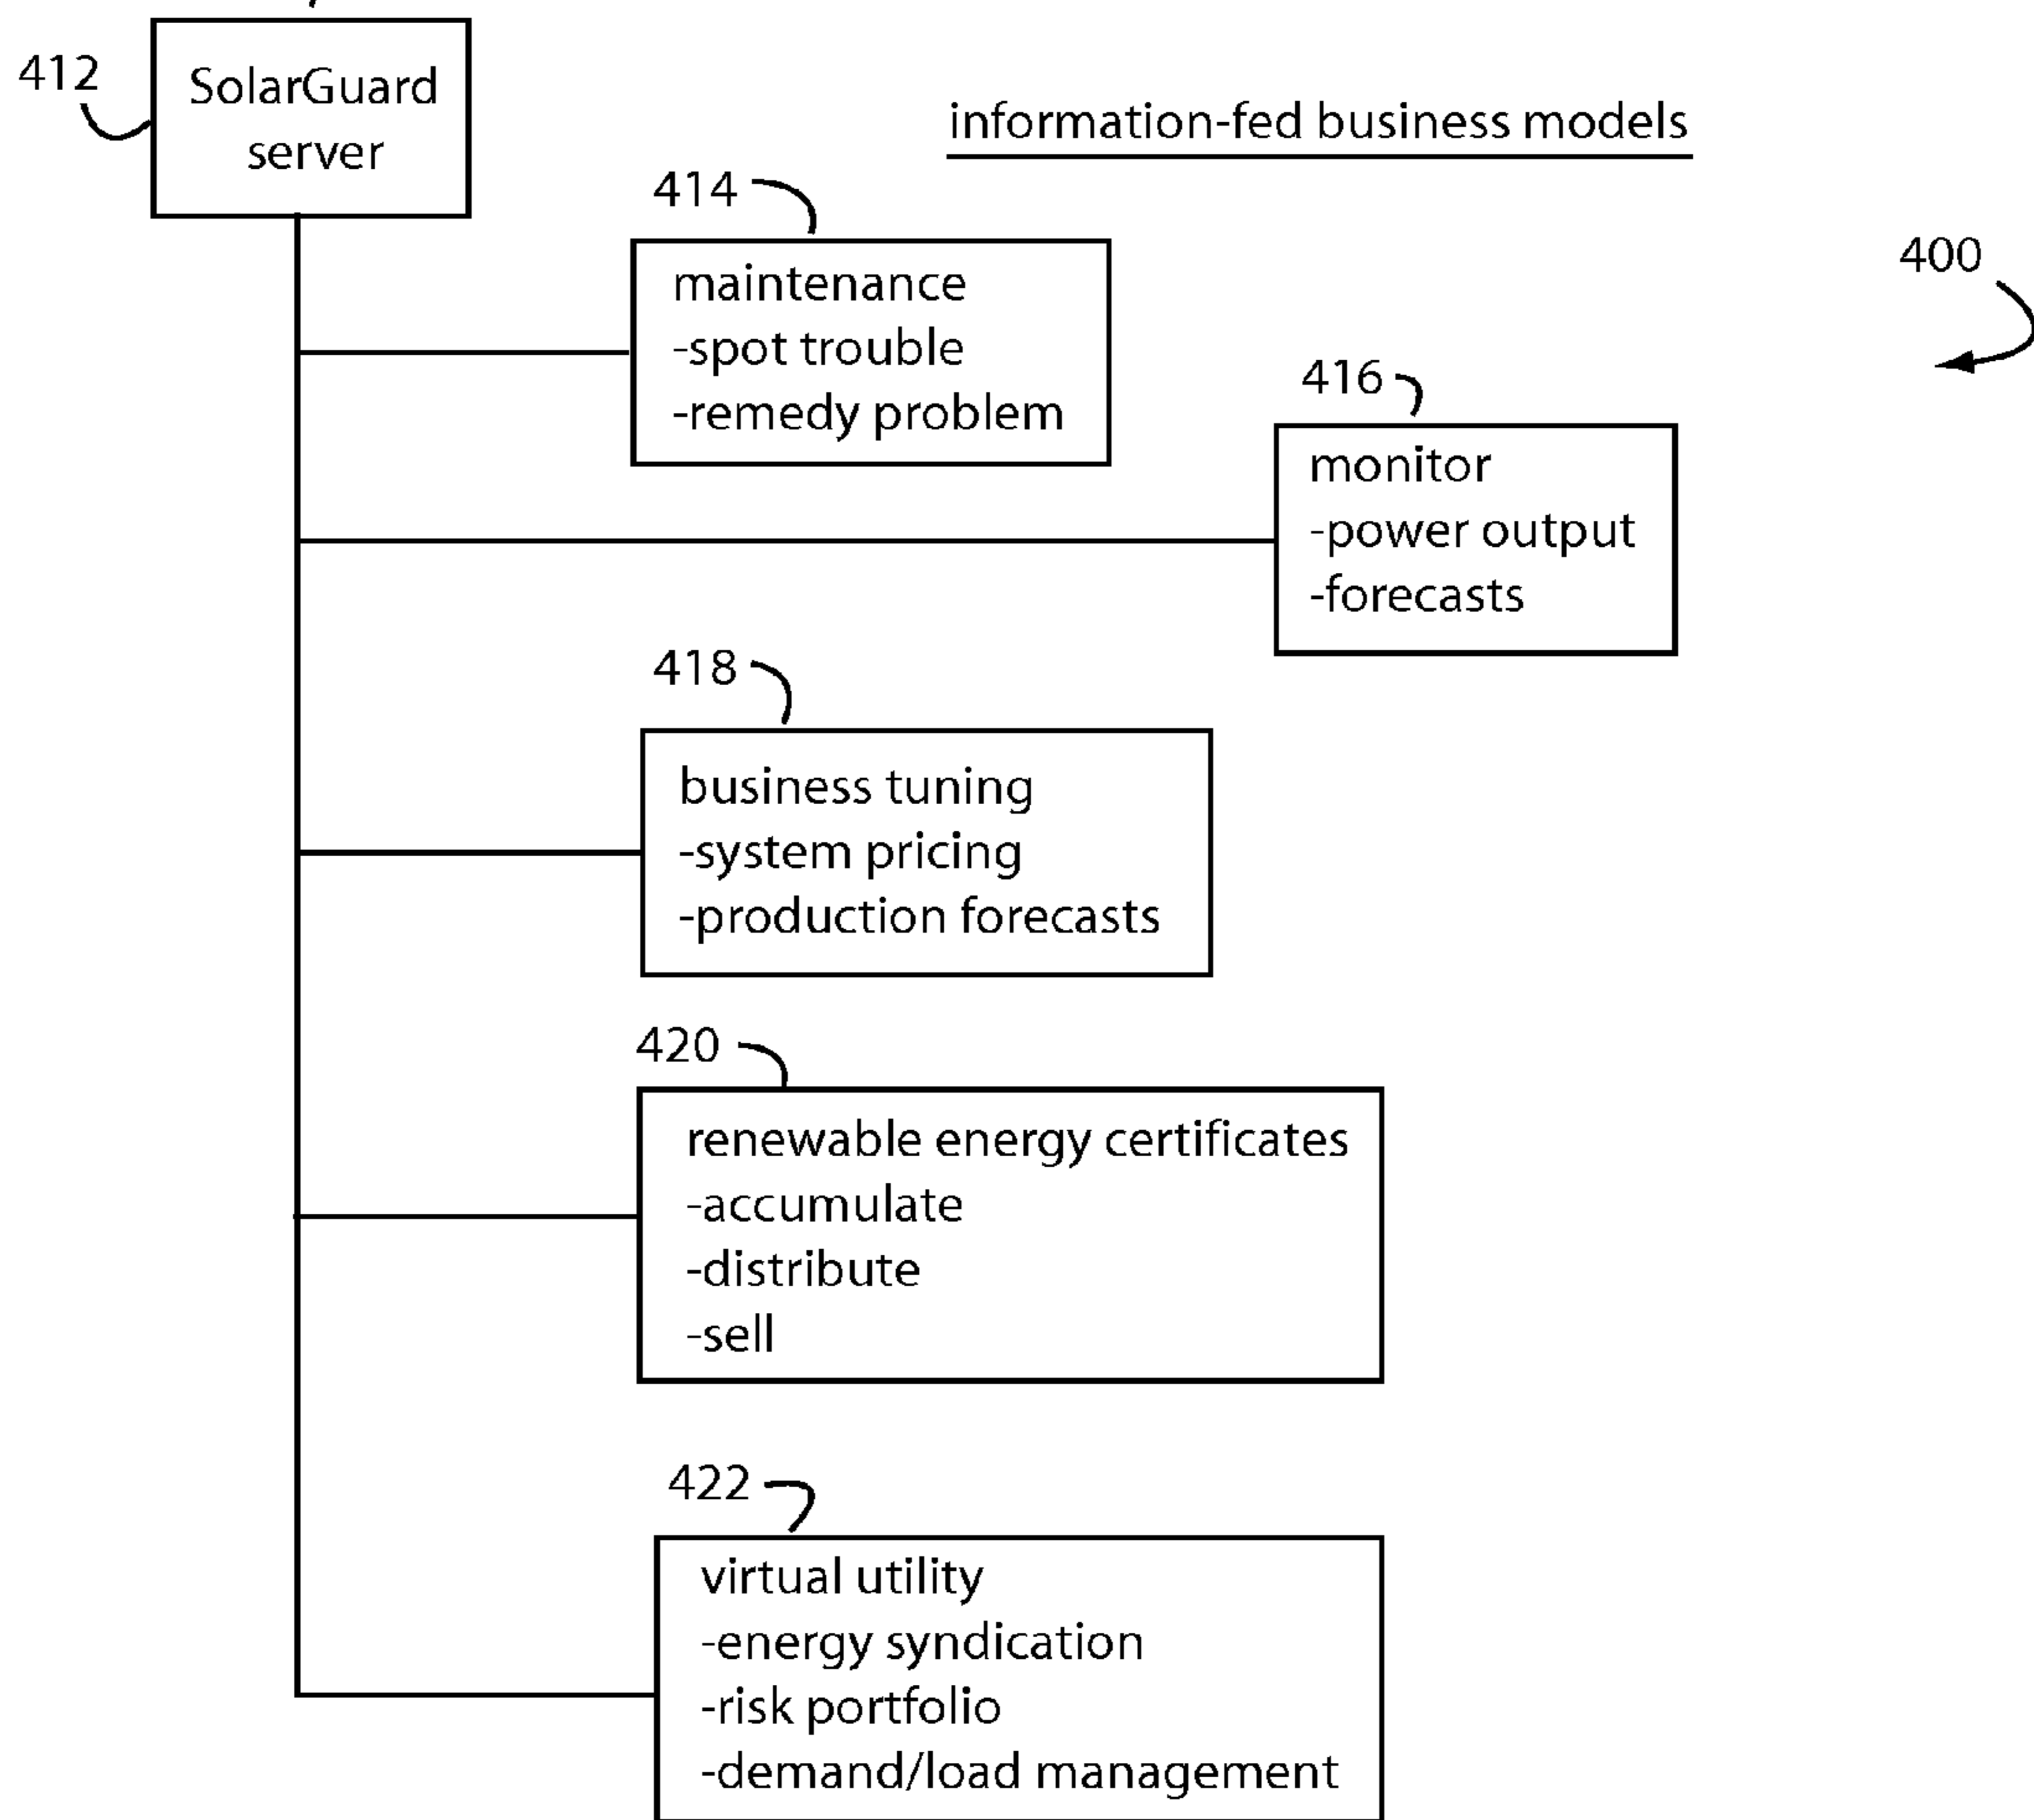 412
SolarGuard
server
information-fed business models
414
maintenance
-spot trouble
-remedy problem
400
416
monitor
-power output
-forecasts
418
business tuning
-system pricing
-production forecasts
420
renewable energy certificates
-accumulate
-distribute
-sell
422
virtual utility
-energy syndication
-risk portfolio
-demand/load management